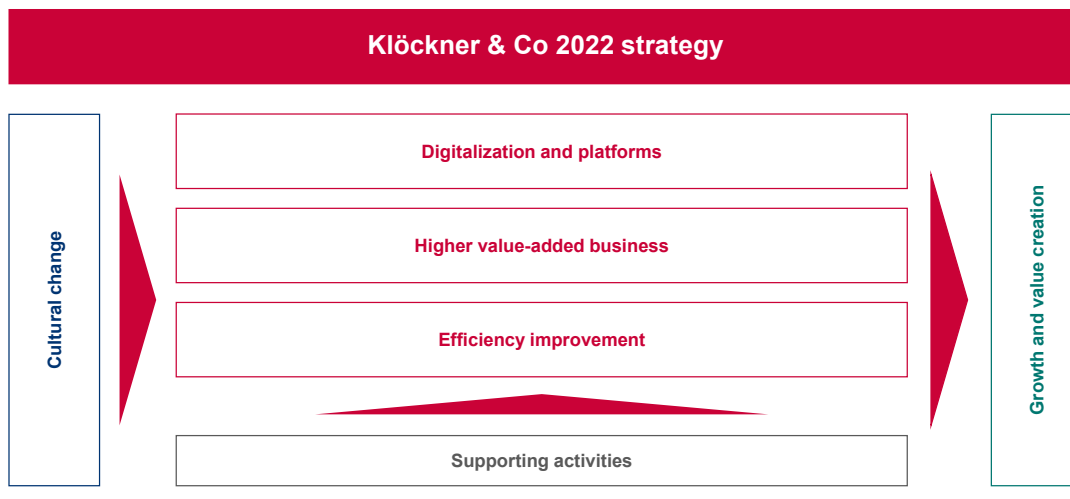 Klöckner & Co 2022 strategy
Cultural change
Digitalization and platforms
Higher value-added business
Efficiency improvement
Supporting activities
Growth and value creation